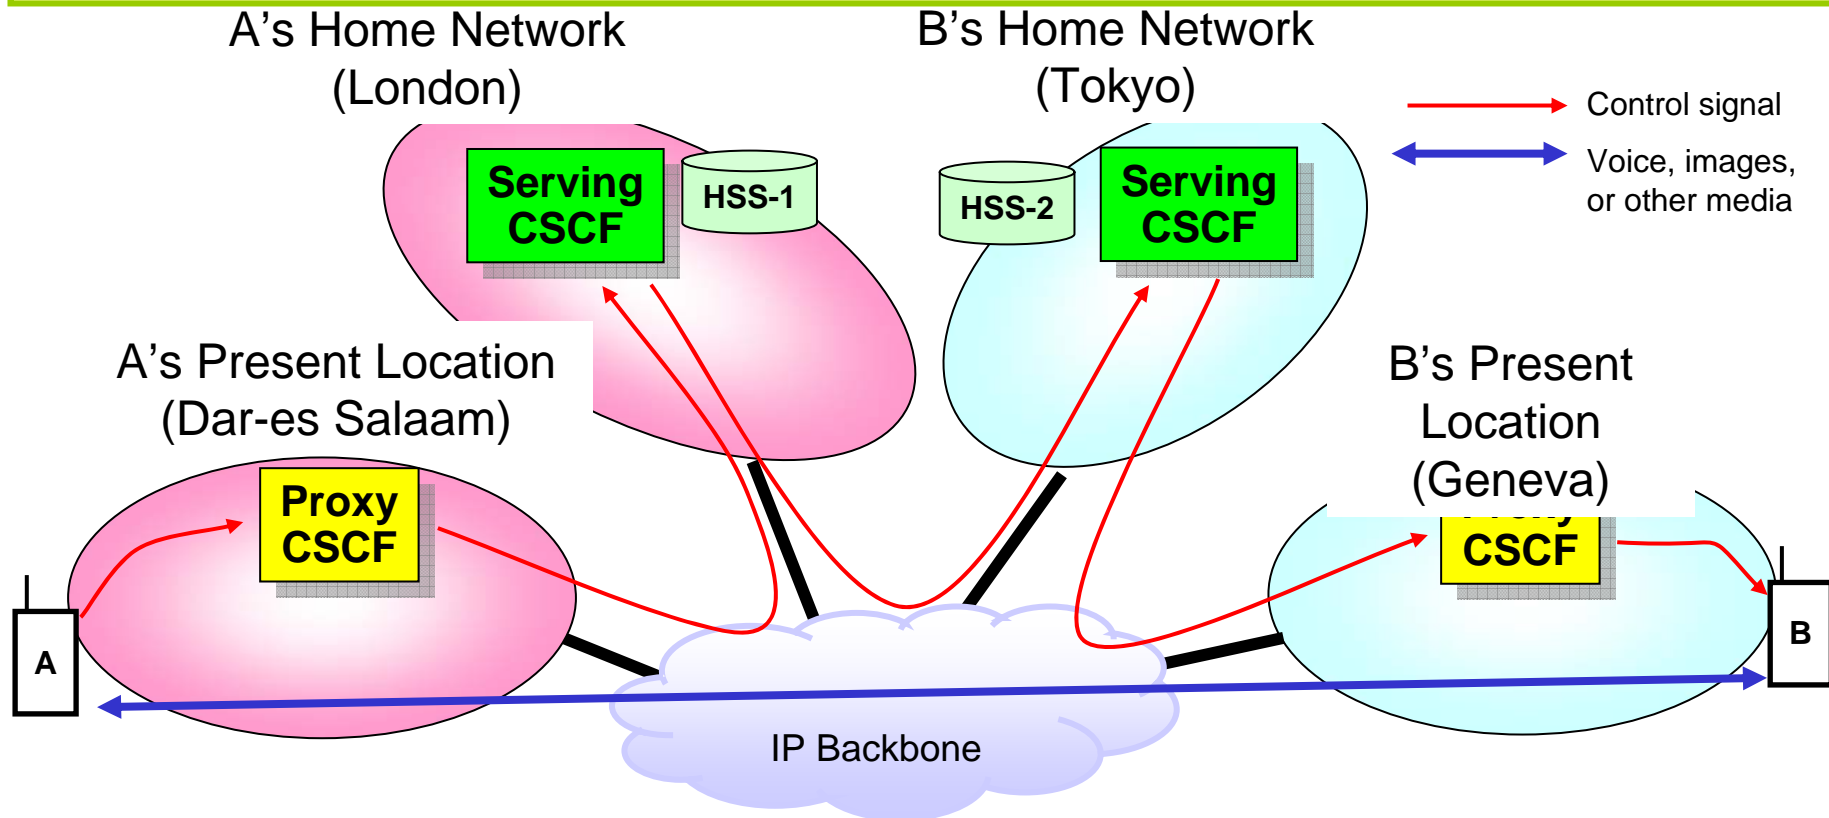 A's Home Network
(London)
B's Home Network
(Tokyo)
Control signal
Voice, images,
or other media
Serving
CSCF
HSS-1
HSS-2
Serving
CSCF
A's Present Location
(Dar-es Salaam)
B's Present
Location
(Geneva)
Proxy
CSCF
CSCF
A
B
IP Backbone